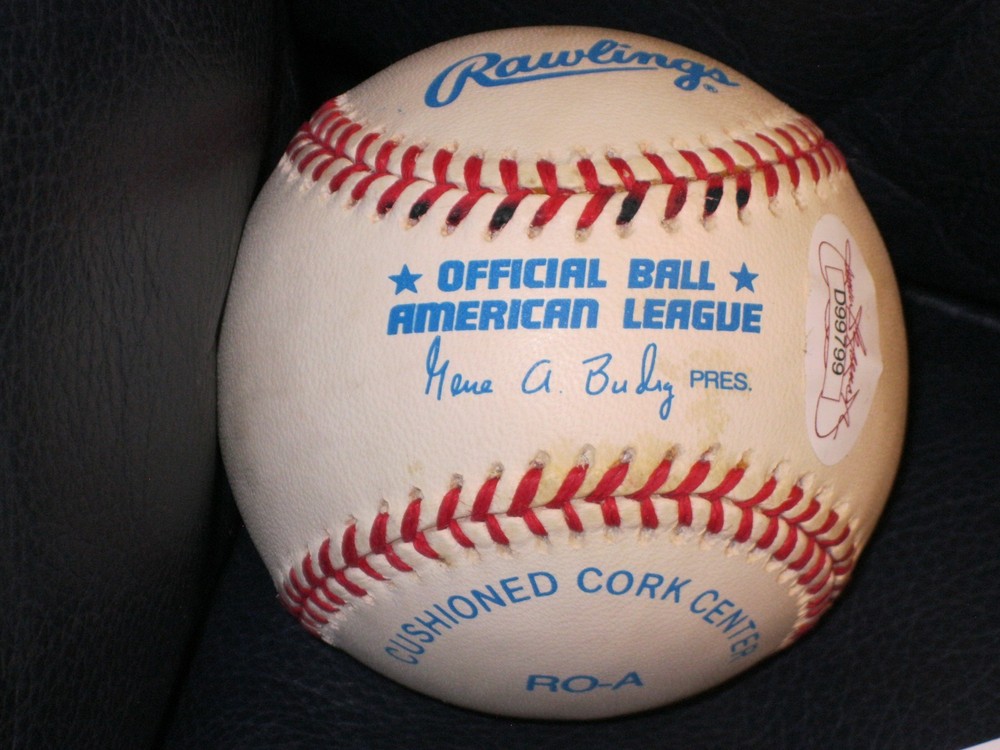 Rawlings®
★ OFFICIAL BALL ★
AMERICAN LEAGUE
Gene A. Budig PRES.
D99799
CUSHIONED CORK CENTER
RO-A